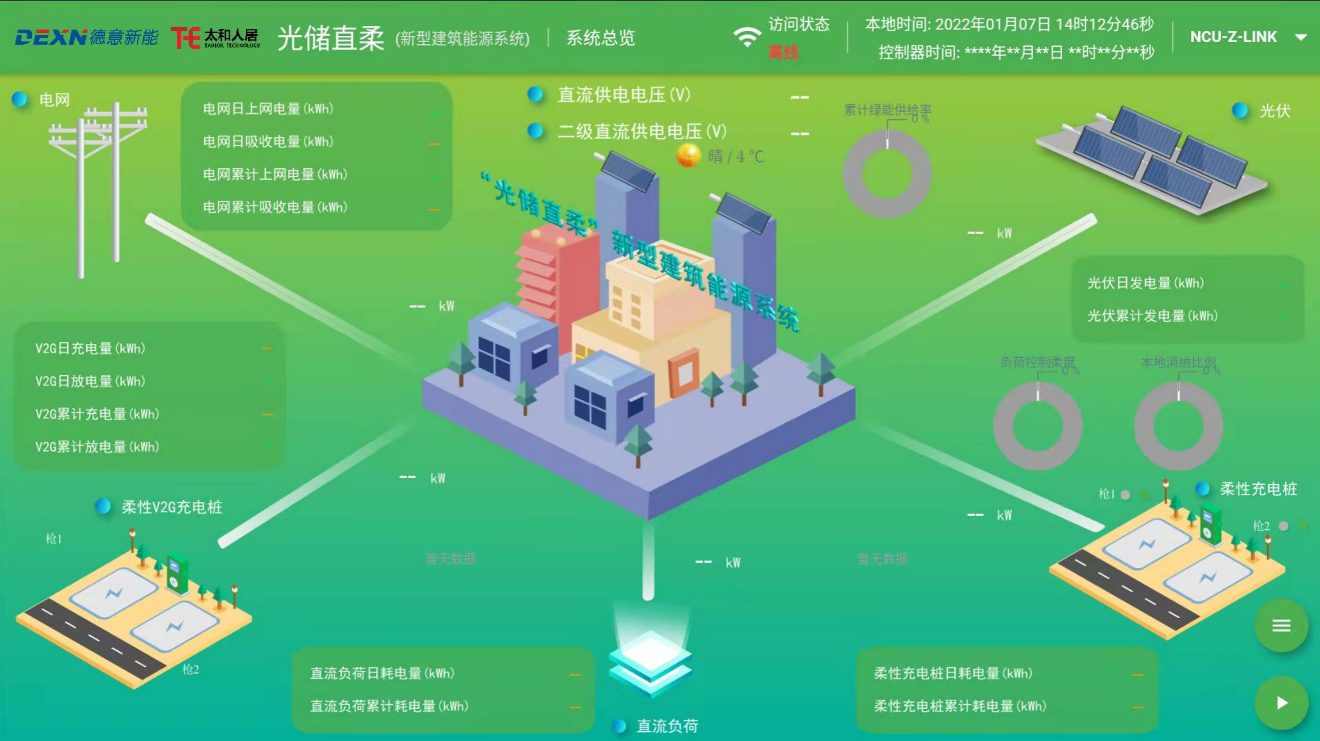 DEXN德意新能
THE 太和人居
TAIHOR TECHNOLOGY
光储直柔 (新型建筑能源系统) 系统总览
访问状态
离线
本地时间: 2022年01月07日 14时12分46秒
控制器时间: ****年**月**日 **时**分**秒
NCU-Z-LINK
电网
电网日上网电量(kWh) --
电网日吸收电量(kWh) --
电网累计上网电量(kWh) --
电网累计吸收电量(kWh) --
直流供电电压(V) --
二级直流供电电压(V) --
晴 / 4 ℃
累计绿能供给率
0 %
光伏
“光储直柔”新型建筑能源系统
-- kW
-- kW
光伏日发电量(kWh) --
光伏累计发电量(kWh) --
V2G日充电量(kWh) --
V2G日放电量(kWh) --
V2G累计充电量(kWh) --
V2G累计放电量(kWh) --
负荷控制柔度
0 %
本地消纳比例
0 %
-- kW
柔性V2G充电桩
枪1
枪2
柔性充电桩
枪1
枪2
-- kW
暂无数据
-- kW
暂无数据
直流负荷日耗电量(kWh) --
直流负荷累计耗电量(kWh) --
直流负荷
柔性充电桩日耗电量(kWh) --
柔性充电桩累计耗电量(kWh) --